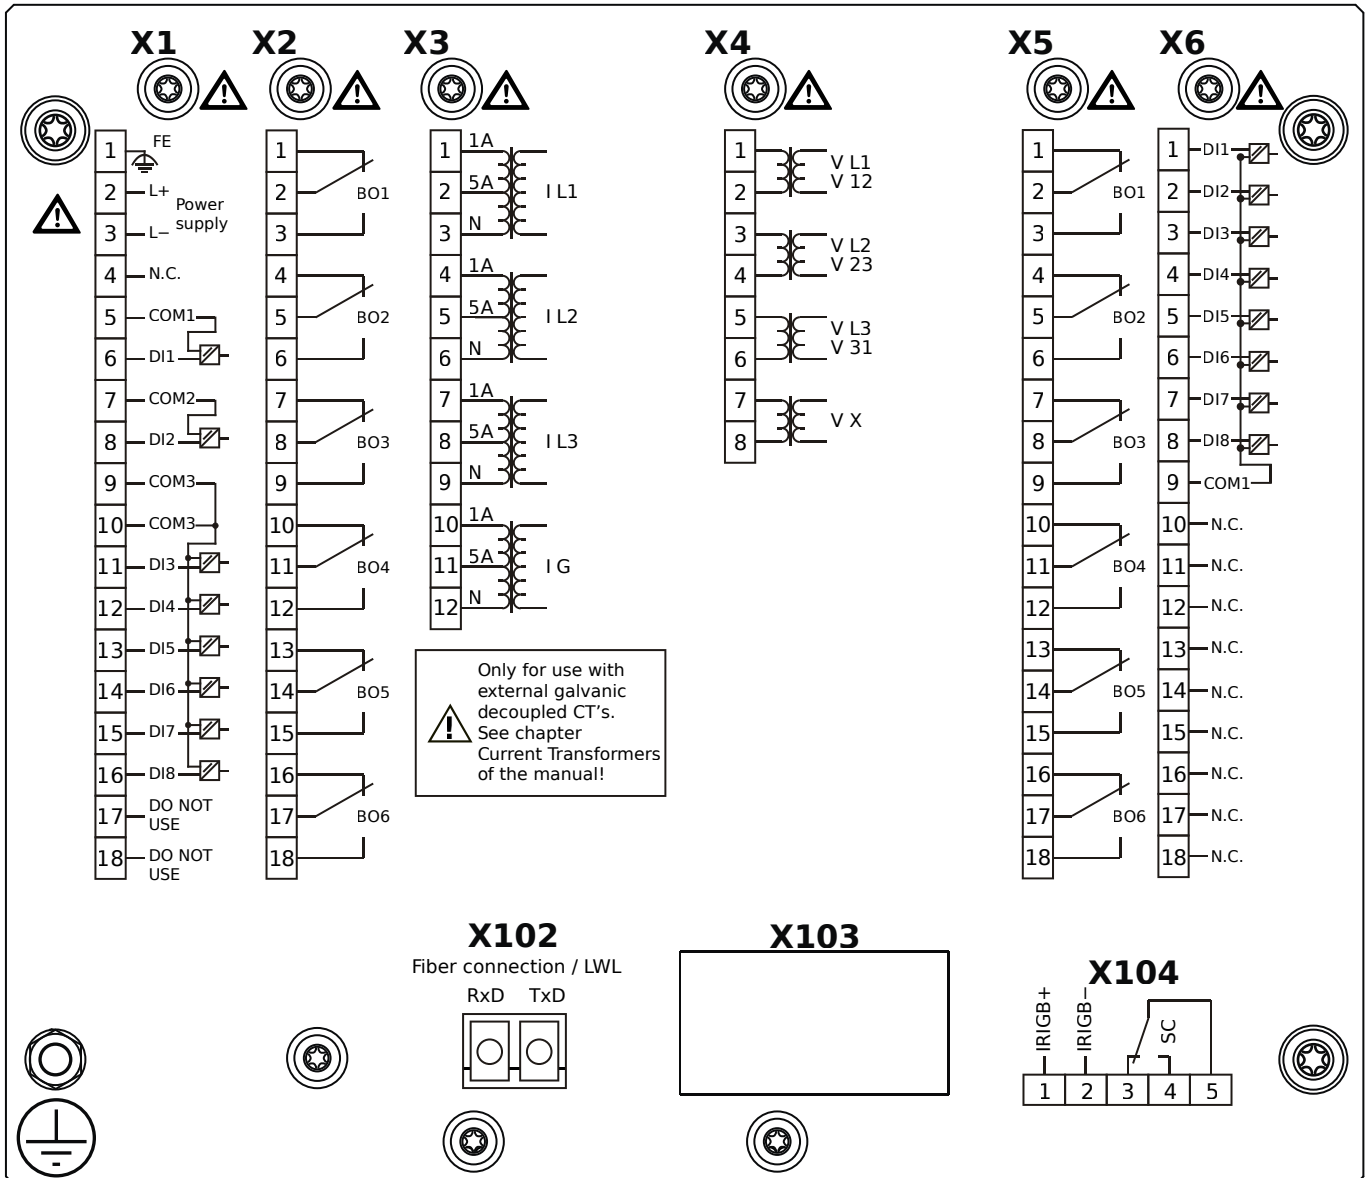 X1 X2 X3 X4 X5 X6
1 FE
2 L+
Power
supply
3 L−
4 N.C.
5 COM1
6 DI1
7 COM2
8 DI2
9 COM3
10 COM3
11 DI3
12 DI4
13 DI5
14 DI6
15 DI7
16 DI8
17 DO NOT
USE
18 DO NOT
USE
1
2 BO1
3
4
5 BO2
6
7
8 BO3
9
10
11 BO4
12
13
14 BO5
15
16
17 BO6
18
1 1A
2 5A I L1
3 N
4 1A
5 5A I L2
6 N
7 1A
8 5A I L3
9 N
10 1A
11 5A I G
12 N
Only for use with
external galvanic
decoupled CT's.
See chapter
Current Transformers
of the manual!
1 V L1
2 V 12
3 V L2
4 V 23
5 V L3
6 V 31
7 V X
8
1
2 BO1
3
4
5 BO2
6
7
8 BO3
9
10
11 BO4
12
13
14 BO5
15
16
17 BO6
18
1 DI1
2 DI2
3 DI3
4 DI4
5 DI5
6 DI6
7 DI7
8 DI8
9 COM1
10 N.C.
11 N.C.
12 N.C.
13 N.C.
14 N.C.
15 N.C.
16 N.C.
17 N.C.
18 N.C.
X102
Fiber connection / LWL
RxD TxD
X103
X104
IRIGB+
IRIGB−
SC
1 2 3 4 5